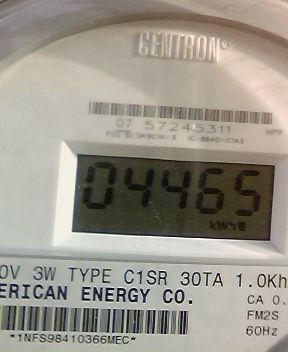 CENTRON®
07 57245311
04465
kWh
0V 3W TYPE C1SR 30TA 1.0Kh
ERICAN ENERGY CO.
CA 0.
FM2S
60Hz
*1NFS98410366MEC*